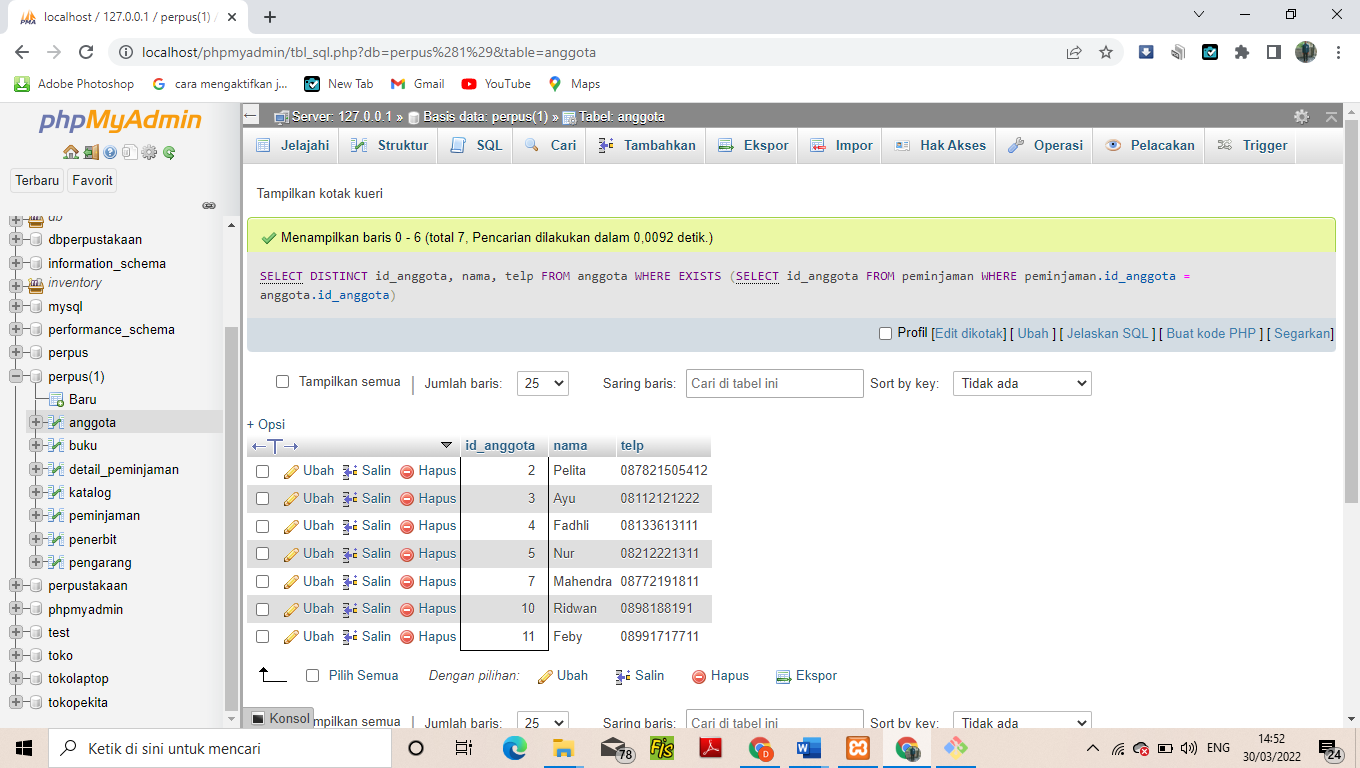 PMA localhost / 127.0.0.1 / perpus(1) /
localhost/phpmyadmin/tbl_sql.php?db=perpus%281%29&table=anggota
Adobe Photoshop G cara mengaktifkan j... New Tab Gmail YouTube Maps
phpMyAdmin
Terbaru Favorit
db
dbperpustakaan
information_schema
inventory
mysql
performance_schema
perpus
perpus(1)
Baru
anggota
buku
detail_peminjaman
katalog
peminjaman
penerbit
pengarang
perpustakaan
phpmyadmin
test
toko
tokolaptop
tokopekita
Server: 127.0.0.1 » Basis data: perpus(1) » Tabel: anggota
Jelajahi Struktur SQL Cari Tambahkan Ekspor Impor Hak Akses Operasi Pelacakan Trigger
Tampilkan kotak kueri
Menampilkan baris 0 - 6 (total 7, Pencarian dilakukan dalam 0,0092 detik.)
SELECT DISTINCT id_anggota, nama, telp FROM anggota WHERE EXISTS (SELECT id_anggota FROM peminjaman WHERE peminjaman.id_anggota =
anggota.id_anggota)
Profil [Edit dikotak] [ Ubah ] [ Jelaskan SQL ] [ Buat kode PHP ] [ Segarkan]
Tampilkan semua | Jumlah baris: 25 Saring baris: Cari di tabel ini Sort by key: Tidak ada
+ Opsi
←T→ id_anggota nama telp
Ubah Salin Hapus 2 Pelita 087821505412
Ubah Salin Hapus 3 Ayu 08112121222
Ubah Salin Hapus 4 Fadhli 08133613111
Ubah Salin Hapus 5 Nur 08212221311
Ubah Salin Hapus 7 Mahendra 08772191811
Ubah Salin Hapus 10 Ridwan 0898188191
Ubah Salin Hapus 11 Feby 08991717711
Pilih Semua Dengan pilihan: Ubah Salin Hapus Ekspor
Konsol mpilkan semua | Jumlah baris: 25 Saring baris: Cari di tabel ini Sort by key: Tidak ada
Ketik di sini untuk mencari 78 Fis D W ENG 14:52
30/03/2022 24